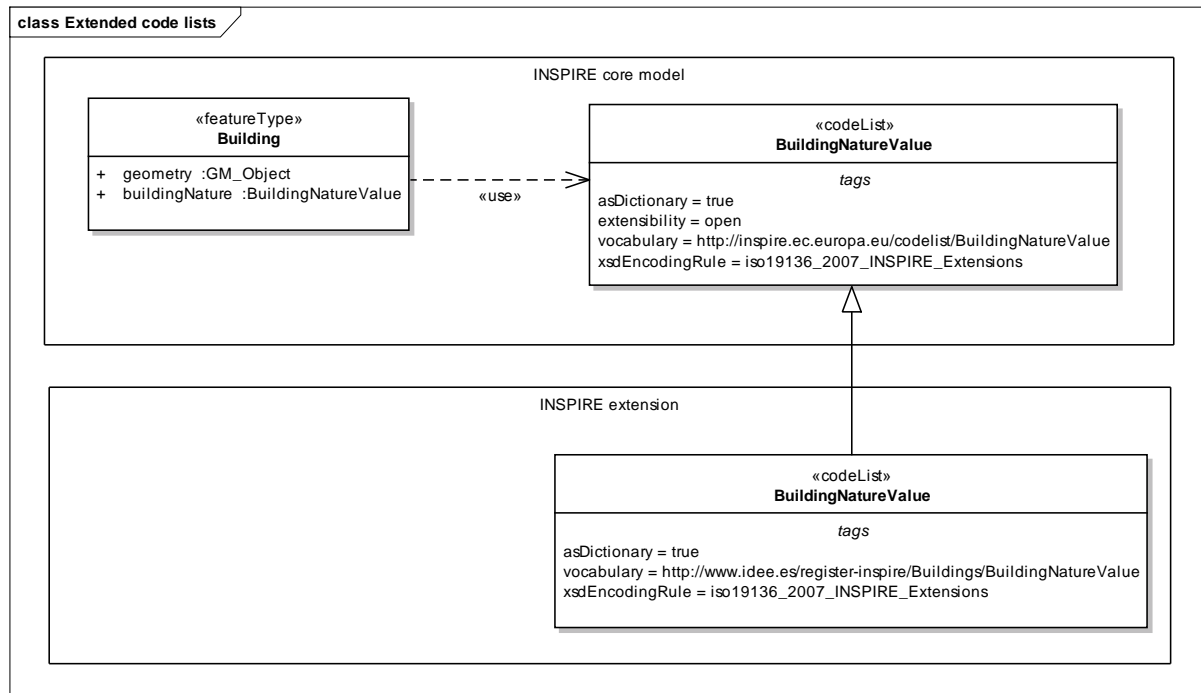 class Extended code lists
INSPIRE core model
«featureType»
Building
+ geometry :GM_Object
+ buildingNature :BuildingNatureValue
«use»
«codeList»
BuildingNatureValue
tags
asDictionary = true
extensibility = open
vocabulary = http://inspire.ec.europa.eu/codelist/BuildingNatureValue
xsdEncodingRule = iso19136_2007_INSPIRE_Extensions
INSPIRE extension
«codeList»
BuildingNatureValue
tags
asDictionary = true
vocabulary = http://www.idee.es/register-inspire/Buildings/BuildingNatureValue
xsdEncodingRule = iso19136_2007_INSPIRE_Extensions